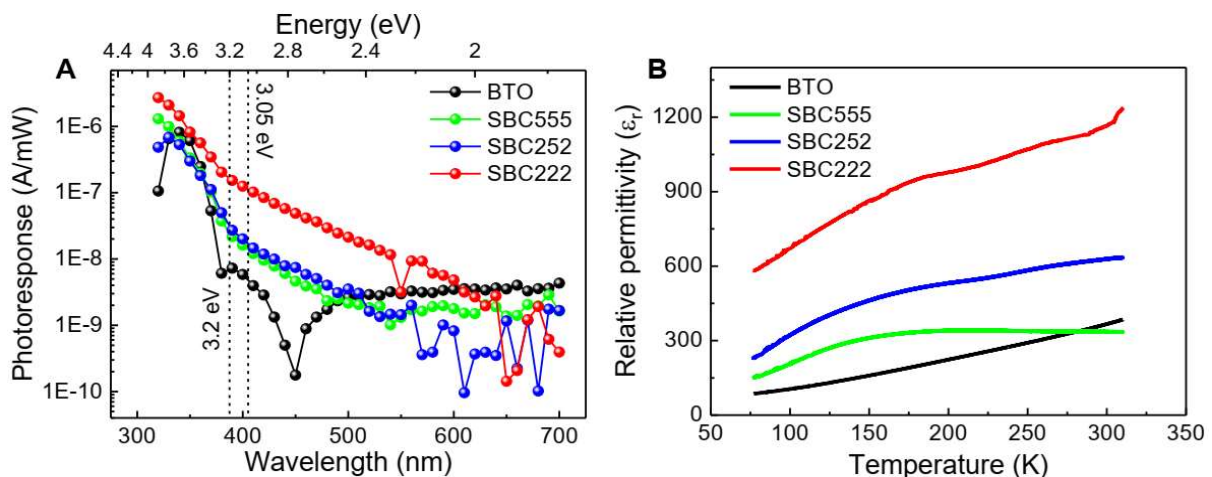 Energy (eV)
4.4 4 3.6 3.2 2.8 2.4 2
A
BTO
SBC555
SBC252
SBC222
3.05 eV
3.2 eV
Photoresponse (A/mW)
1E-6
1E-7
1E-8
1E-9
1E-10
300 400 500 600 700
Wavelength (nm)
B
BTO
SBC555
SBC252
SBC222
Relative permittivity (εr)
1200
900
600
300
0
50 100 150 200 250 300 350
Temperature (K)